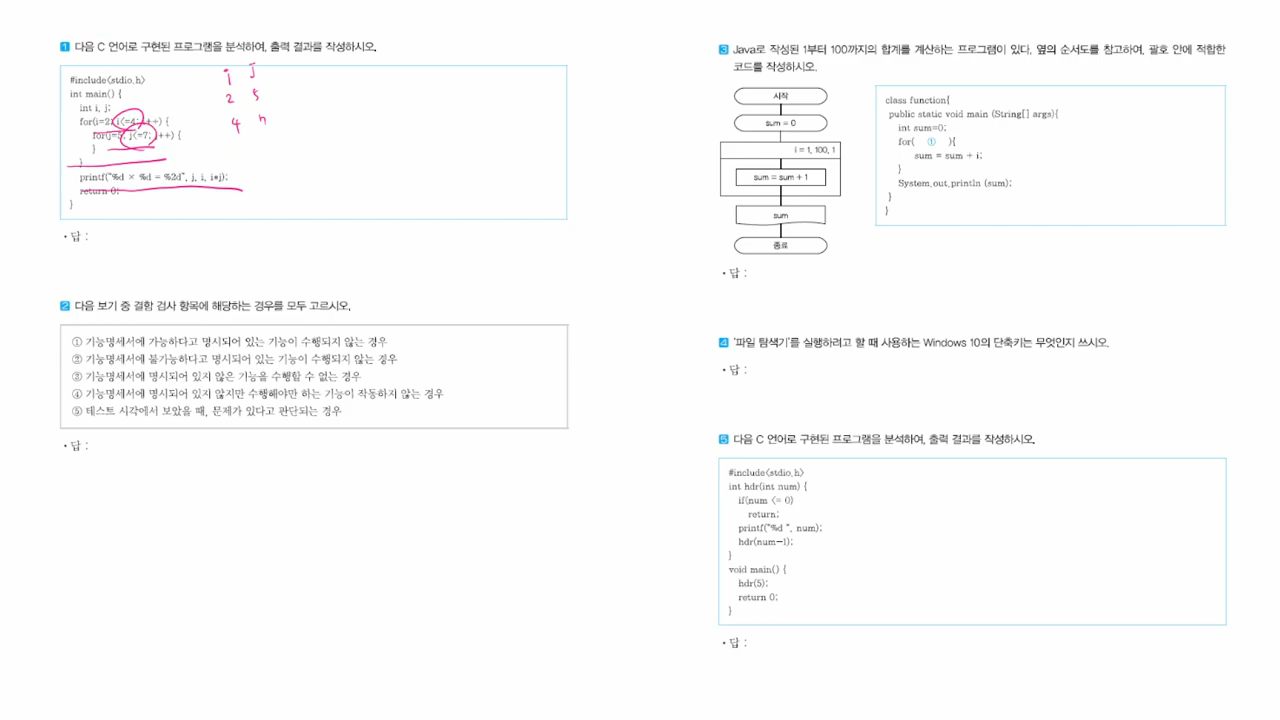 1 다음 C 언어로 구현된 프로그램을 분석하여, 출력 결과를 작성하시오.
#include<stdio.h>
int main() {
int i, j;
for(i=2; i<=4; i++) {
for(j=5; j<=7; j++) {
}
}
printf("%d × %d = %2d", j, i, i*j);
return 0;
}
i j
2 5
4
• 답 :
2 다음 보기 중 결함 검사 항목에 해당하는 경우를 모두 고르시오.
① 기능명세서에 가능하다고 명시되어 있는 기능이 수행되지 않는 경우
② 기능명세서에 불가능하다고 명시되어 있는 기능이 수행되지 않는 경우
③ 기능명세서에 명시되어 있지 않은 기능을 수행할 수 없는 경우
④ 기능명세서에 명시되어 있지 않지만 수행해야만 하는 기능이 작동하지 않는 경우
⑤ 테스트 시각에서 보았을 때, 문제가 있다고 판단되는 경우
• 답 :
3 Java로 작성된 1부터 100까지의 합계를 계산하는 프로그램이 있다. 옆의 순서도를 참고하여, 괄호 안에 적합한
코드를 작성하시오.
시작
sum = 0
i = 1, 100, 1
sum = sum + 1
sum
종료
class function{
public static void main (String[] args){
int sum=0;
for( ① ){
sum = sum + i;
}
System.out.println (sum);
}
}
• 답 :
4 '파일 탐색기'를 실행하려고 할 때 사용하는 Windows 10의 단축키는 무엇인지 쓰시오.
• 답 :
5 다음 C 언어로 구현된 프로그램을 분석하여, 출력 결과를 작성하시오.
#include<stdio.h>
int hdr(int num) {
if(num <= 0)
return;
printf("%d ", num);
hdr(num-1);
}
void main() {
hdr(5);
return 0;
}
• 답 :